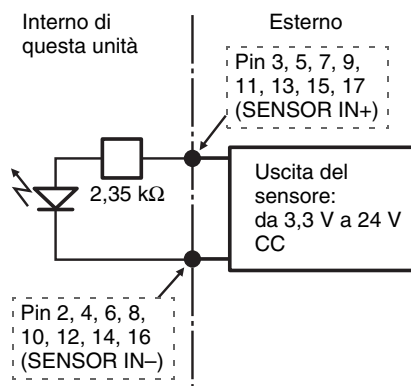 Interno di
questa unità
Esterno
Pin 3, 5, 7, 9,
11, 13, 15, 17
(SENSOR IN+)
2,35 kΩ
Uscita del
sensore:
da 3,3 V a 24 V
CC
Pin 2, 4, 6, 8,
10, 12, 14, 16
(SENSOR IN–)